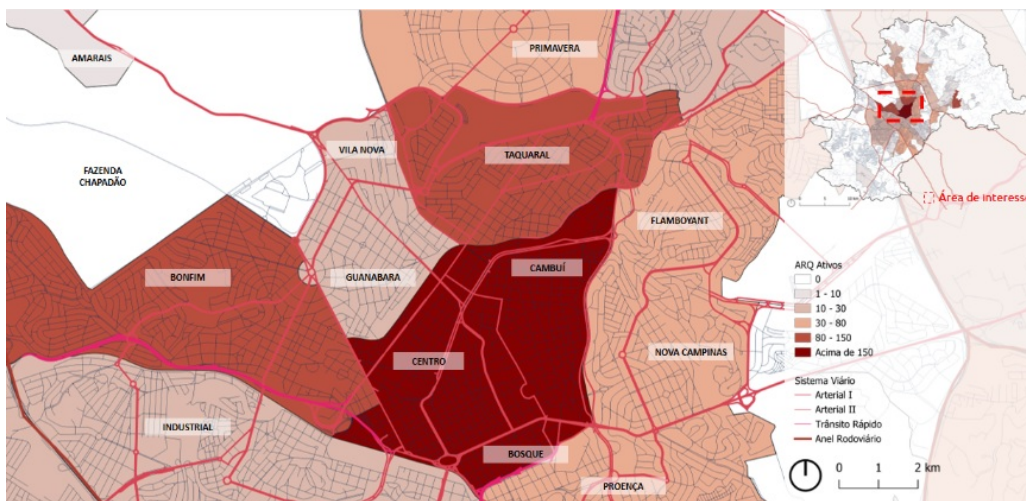 AMARAIS
PRIMAVERA
VILA NOVA
TAQUARAL
FAZENDA
CHAPADÃO
FLAMBOYANT
BONFIM
GUANABARA
CAMBUÍ
CENTRO
NOVA CAMPINAS
INDUSTRIAL
BOSQUE
PROENÇA
Área de interesse
ARQ Ativos
0
1 - 10
10 - 30
30 - 80
80 - 150
Acima de 150
Sistema Viário
Arterial I
Arterial II
Trânsito Rápido
Anel Rodoviário
0 1 2 km